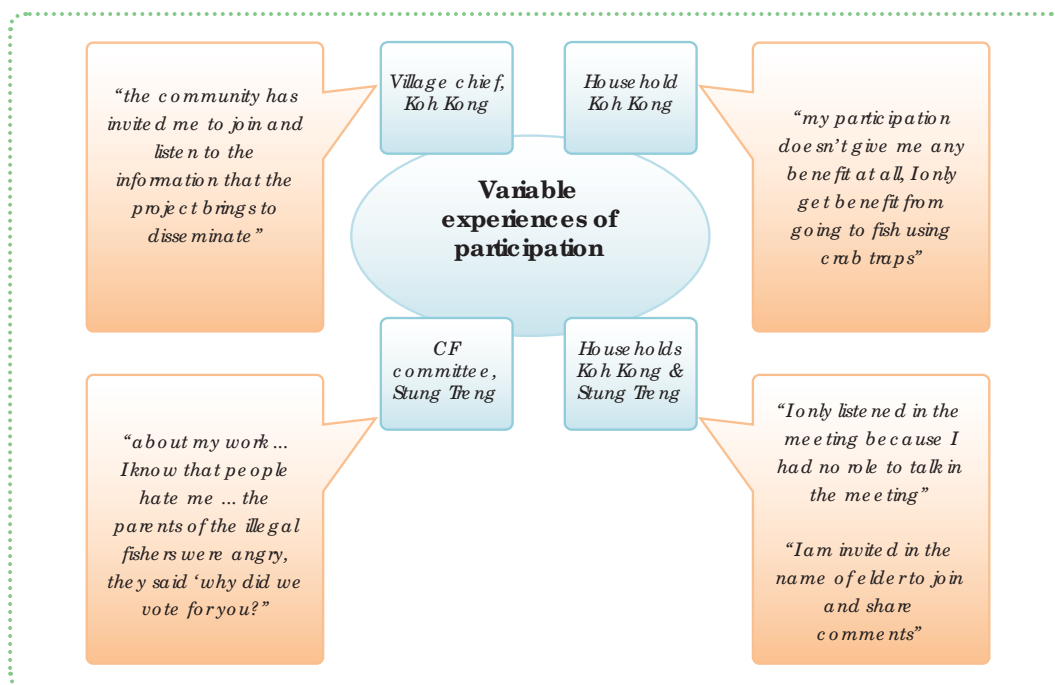 “the community has
invited me to join and
listen to the
information that the
project brings to
disseminate”
Village chief,
Koh Kong
Household
Koh Kong
“my participation
doesn’t give me any
benefit at all, I only
get benefit from
going to fish using
crab traps”
Variable
experiences of
participation
CF
committee,
Stung Treng
Households
Koh Kong &
Stung Treng
“about my work ...
I know that people
hate me ... the
parents of the illegal
fishers were angry,
they said ‘why did we
vote for you?”
“I only listened in the
meeting because I
had no role to talk in
the meeting”
“I am invited in the
name of elder to join
and share
comments”